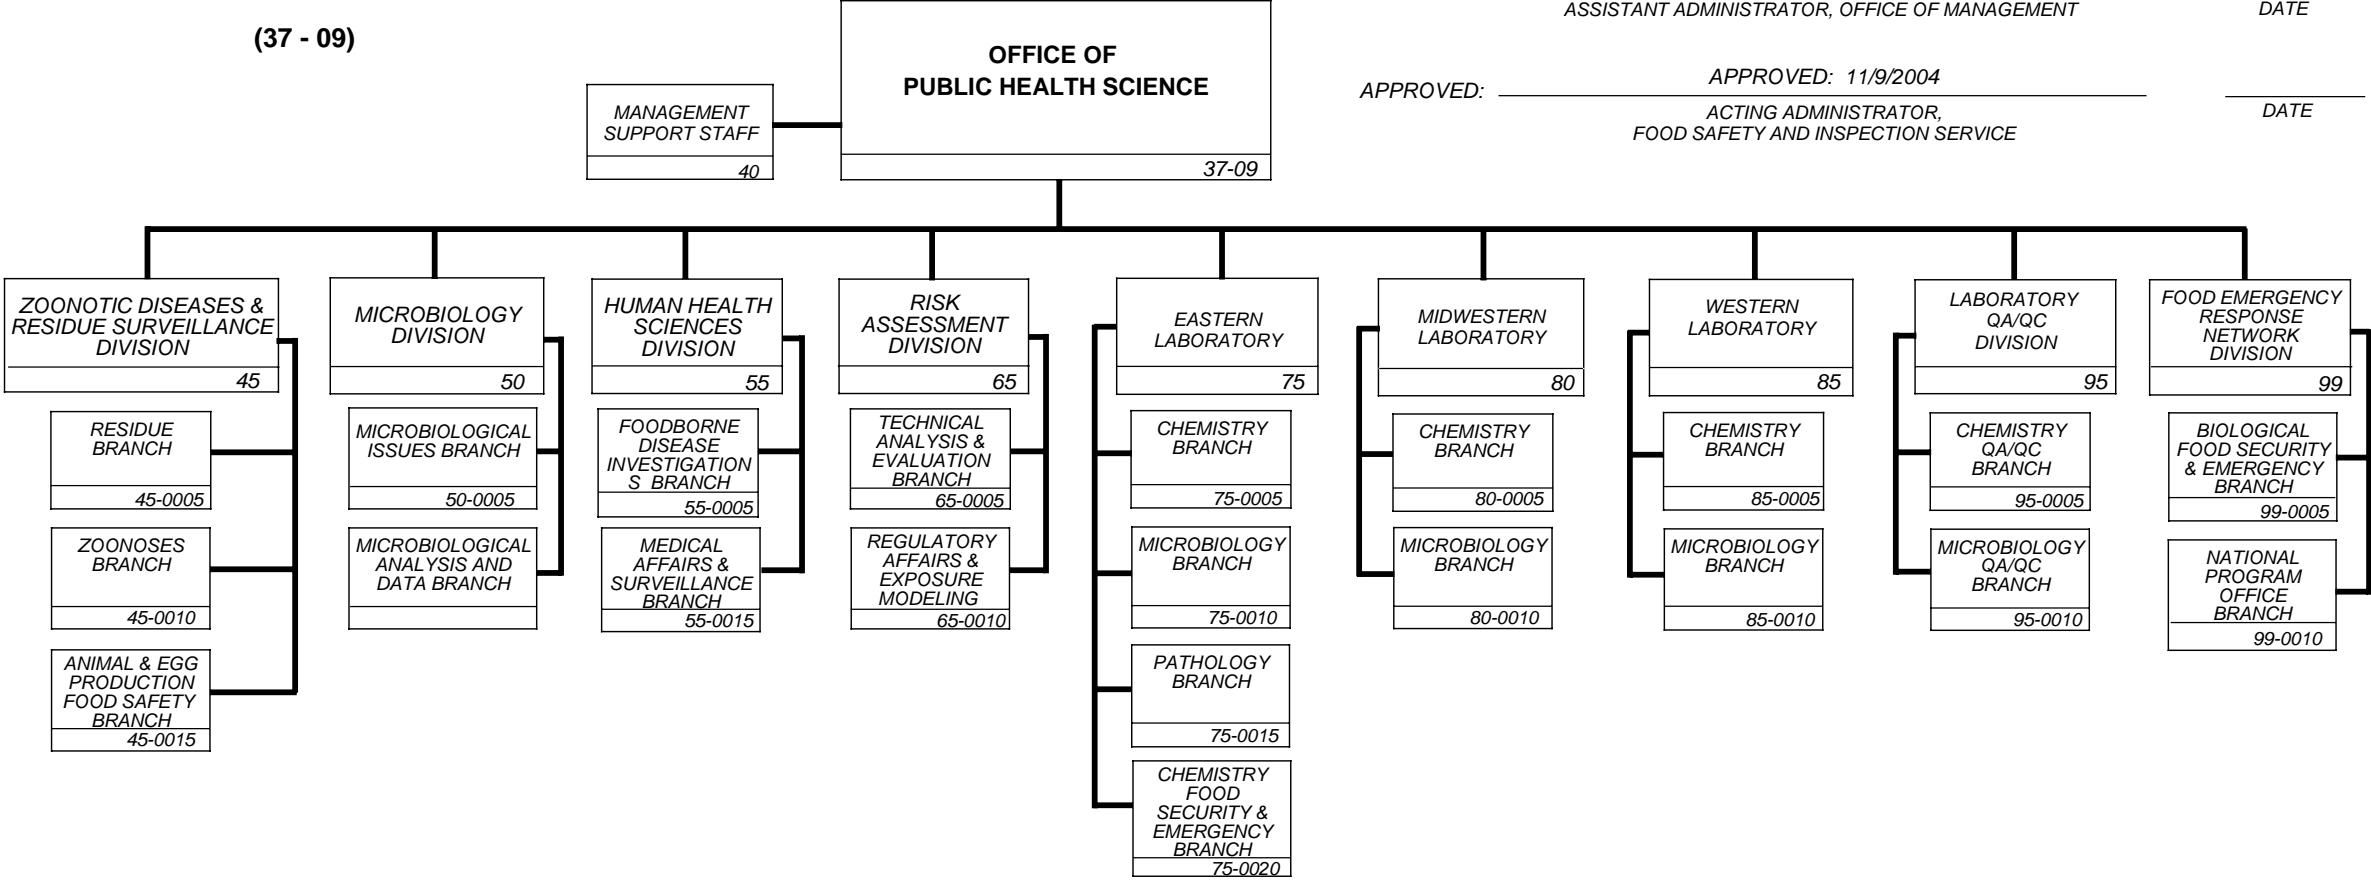 ASSISTANT ADMINISTRATOR, OFFICE OF MANAGEMENT
DATE
(37 - 09)
OFFICE OF
PUBLIC HEALTH SCIENCE
37-09
MANAGEMENT
SUPPORT STAFF
40
APPROVED:
APPROVED: 11/9/2004
ACTING ADMINISTRATOR,
FOOD SAFETY AND INSPECTION SERVICE
DATE
ZOONOTIC DISEASES &
RESIDUE SURVEILLANCE
DIVISION
45
RESIDUE
BRANCH
45-0005
ZOONOSES
BRANCH
45-0010
ANIMAL & EGG
PRODUCTION
FOOD SAFETY
BRANCH
45-0015
MICROBIOLOGY
DIVISION
50
MICROBIOLOGICAL
ISSUES BRANCH
50-0005
MICROBIOLOGICAL
ANALYSIS AND
DATA BRANCH
HUMAN HEALTH
SCIENCES
DIVISION
55
FOODBORNE
DISEASE
INVESTIGATION
S BRANCH
55-0005
MEDICAL
AFFAIRS &
SURVEILLANCE
BRANCH
55-0015
RISK
ASSESSMENT
DIVISION
65
TECHNICAL
ANALYSIS &
EVALUATION
BRANCH
65-0005
REGULATORY
AFFAIRS &
EXPOSURE
MODELING
65-0010
EASTERN
LABORATORY
75
CHEMISTRY
BRANCH
75-0005
MICROBIOLOGY
BRANCH
75-0010
PATHOLOGY
BRANCH
75-0015
CHEMISTRY
FOOD
SECURITY &
EMERGENCY
BRANCH
75-0020
MIDWESTERN
LABORATORY
80
CHEMISTRY
BRANCH
80-0005
MICROBIOLOGY
BRANCH
80-0010
WESTERN
LABORATORY
85
CHEMISTRY
BRANCH
85-0005
MICROBIOLOGY
BRANCH
85-0010
LABORATORY
QA/QC
DIVISION
95
CHEMISTRY
QA/QC
BRANCH
95-0005
MICROBIOLOGY
QA/QC
BRANCH
95-0010
FOOD EMERGENCY
RESPONSE
NETWORK
DIVISION
99
BIOLOGICAL
FOOD SECURITY
& EMERGENCY
BRANCH
99-0005
NATIONAL
PROGRAM
OFFICE
BRANCH
99-0010